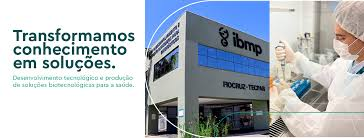 Transformamos
conhecimento
em soluções.
Desenvolvimento tecnológico e produção
de soluções biotecnológicas para a saúde.
ibmp
FIOCRUZ - TECPAR